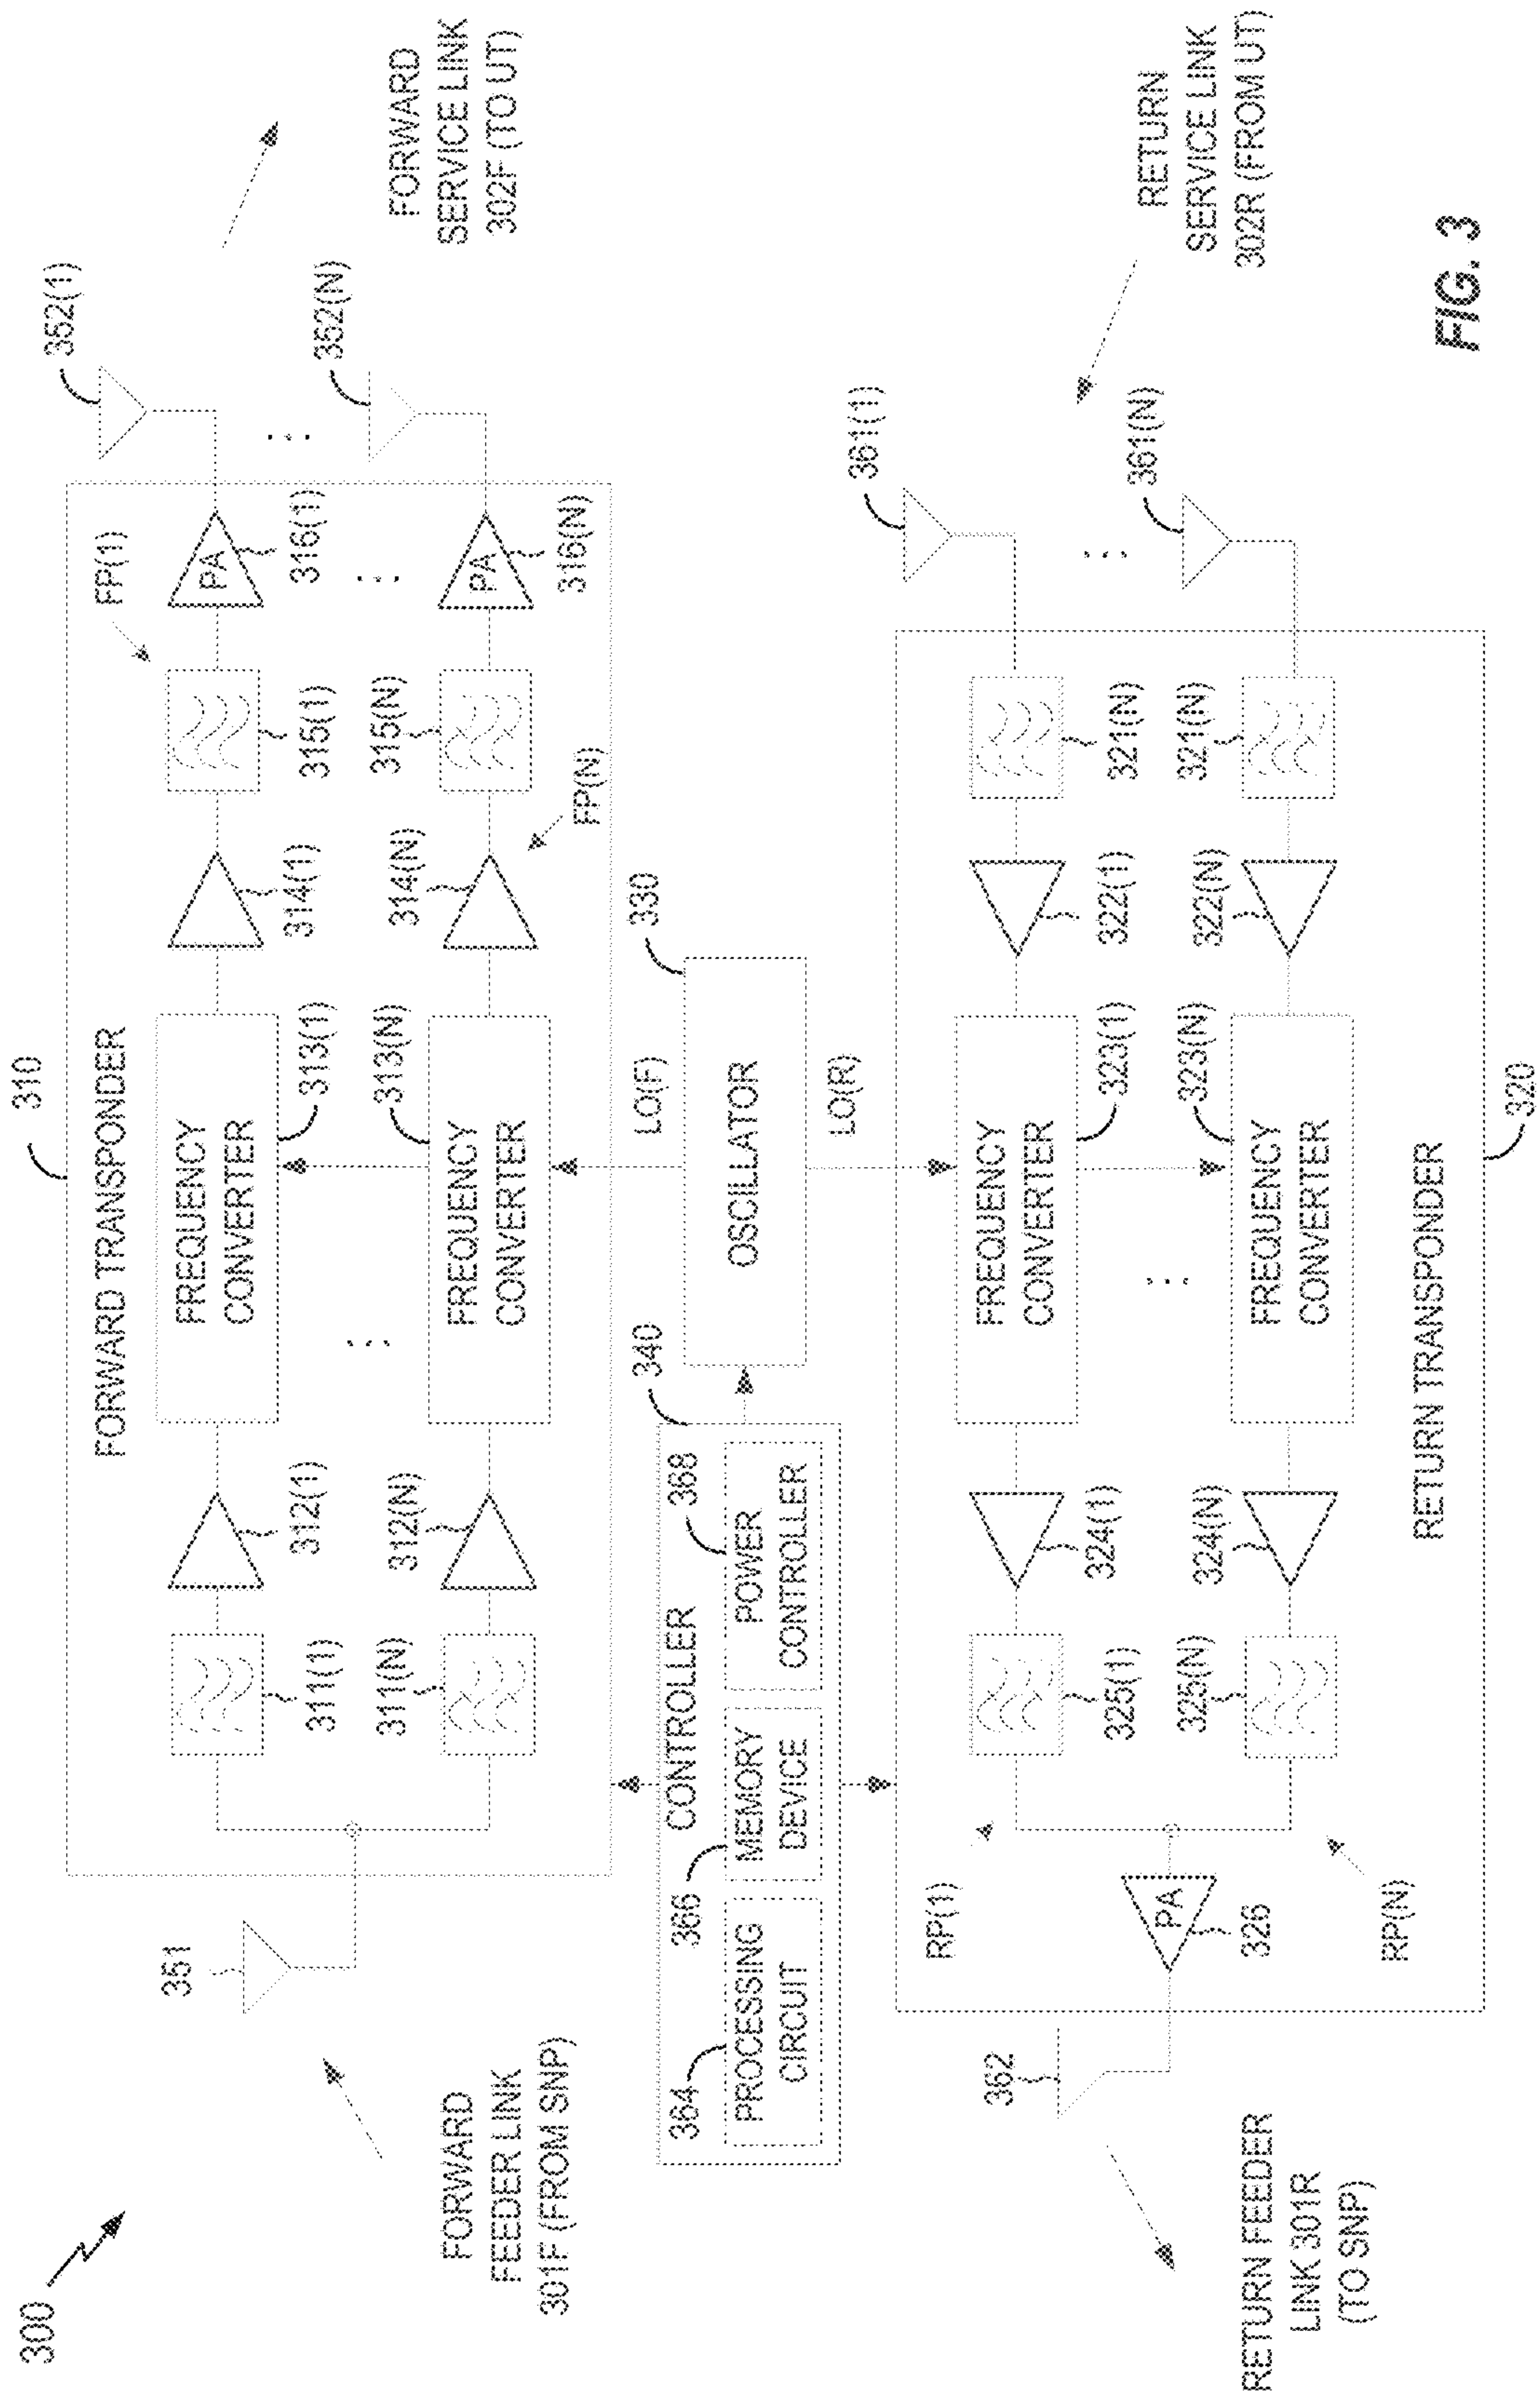 300
310
FORWARD TRANSPONDER
FP(1)
352(1)
FORWARD
SERVICE LINK
302F (TO UT)
351
FREQUENCY
CONVERTER
PA
311(1)
312(1)
313(1)
314(1)
315(1)
316(1)
352(N)
311(N)
312(N)
313(N)
314(N)
315(N)
FREQUENCY
CONVERTER
PA
316(N)
FP(N)
FORWARD
FEEDER LINK
301F (FROM SNP)
LO(F)
330
OSCILLATOR
LO(R)
340
CONTROLLER
364
PROCESSING
CIRCUIT
366
MEMORY
DEVICE
368
POWER
CONTROLLER
361(1)
RETURN
SERVICE LINK
302R (FROM UT)
362
RP(1)
FREQUENCY
CONVERTER
325(1)
324(1)
323(1)
322(1)
321(N)
361(N)
PA
326
325(N)
324(N)
323(N)
322(N)
321(N)
FREQUENCY
CONVERTER
RP(N)
RETURN TRANSPONDER
320
RETURN FEEDER
LINK 301R
(TO SNP)
FIG. 3